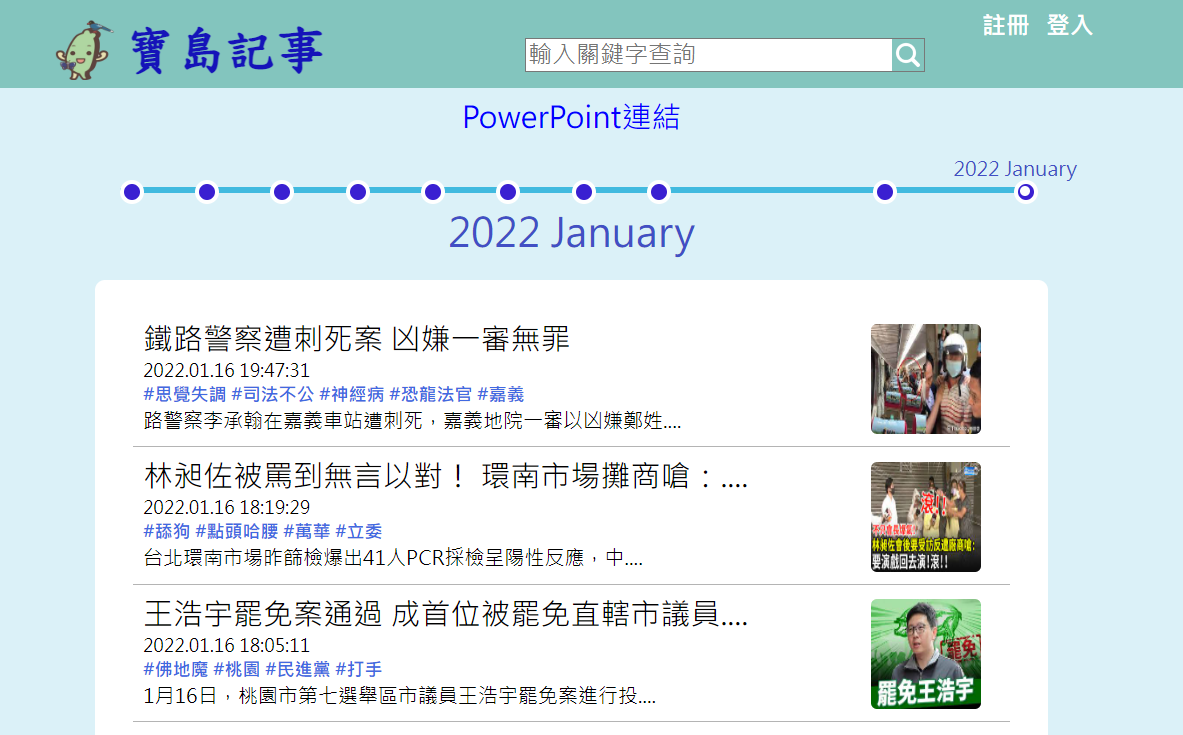 寶島記事
輸入關鍵字查詢
註冊 登入
PowerPoint連結
2022 January
2022 January
鐵路警察遭刺死案 凶嫌一審無罪
2022.01.16 19:47:31
#思覺失調 #司法不公 #神經病 #恐龍法官 #嘉義
路警察李承翰在嘉義車站遭刺死，嘉義地院一審以凶嫌鄭姓....
林昶佐被罵到無言以對！ 環南市場攤商嗆：....
2022.01.16 18:19:29
#舔狗 #點頭哈腰 #萬華 #立委
台北環南市場昨篩檢爆出41人PCR採檢呈陽性反應，中....
滾!!
林昶佐會後要受訪反遭廠商嗆:
要演戲回去演!滾!!
王浩宇罷免案通過 成首位被罷免直轄市議員....
2022.01.16 18:05:11
#佛地魔 #桃園 #民進黨 #打手
1月16日，桃園市第七選舉區市議員王浩宇罷免案進行投....
罷免
罷免王浩宇